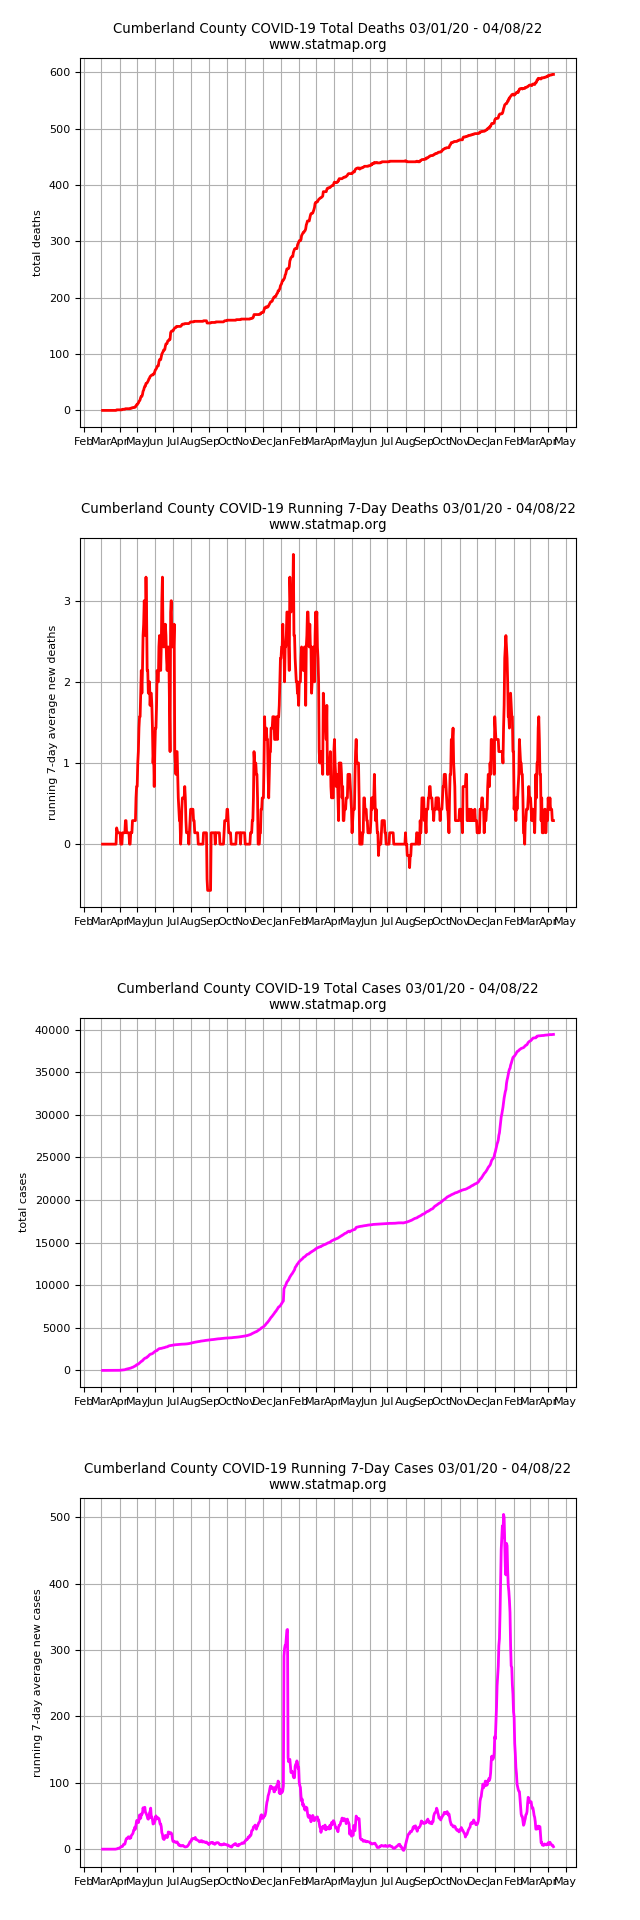 Cumberland County COVID-19 Total Deaths 03/01/20 - 04/08/22
www.statmap.org
600
500
400
300
200
100
0
total deaths
Feb Mar Apr May Jun Jul Aug Sep Oct Nov Dec Jan Feb Mar Apr May Jun Jul Aug Sep Oct Nov Dec Jan Feb Mar Apr May
Cumberland County COVID-19 Running 7-Day Deaths 03/01/20 - 04/08/22
www.statmap.org
3
2
1
0
running 7-day average new deaths
Feb Mar Apr May Jun Jul Aug Sep Oct Nov Dec Jan Feb Mar Apr May Jun Jul Aug Sep Oct Nov Dec Jan Feb Mar Apr May
Cumberland County COVID-19 Total Cases 03/01/20 - 04/08/22
www.statmap.org
40000
35000
30000
25000
20000
15000
10000
5000
0
total cases
Feb Mar Apr May Jun Jul Aug Sep Oct Nov Dec Jan Feb Mar Apr May Jun Jul Aug Sep Oct Nov Dec Jan Feb Mar Apr May
Cumberland County COVID-19 Running 7-Day Cases 03/01/20 - 04/08/22
www.statmap.org
500
400
300
200
100
0
running 7-day average new cases
Feb Mar Apr May Jun Jul Aug Sep Oct Nov Dec Jan Feb Mar Apr May Jun Jul Aug Sep Oct Nov Dec Jan Feb Mar Apr May